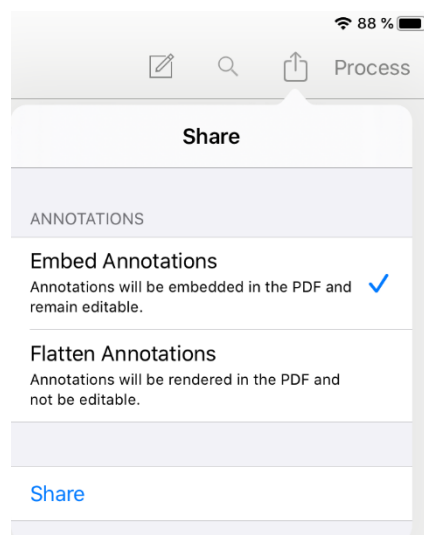 88 %
Process
Share
ANNOTATIONS
Embed Annotations
Annotations will be embedded in the PDF and
remain editable.
Flatten Annotations
Annotations will be rendered in the PDF and
not be editable.
Share